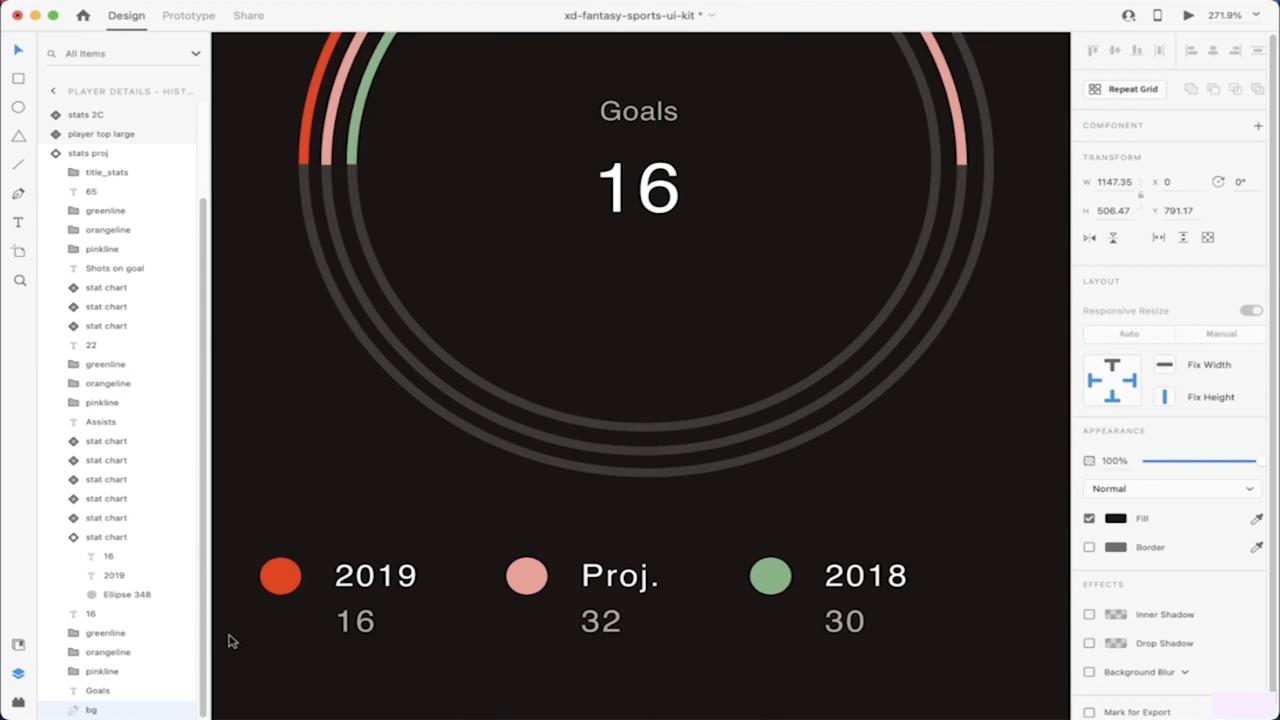 Design Prototype Share xd-fantasy-sports-ui-kit * 271.9%
All Items
PLAYER DETAILS - HIST...
stats 2C
player top large
stats proj
title_stats
65
greenline
orangeline
pinkline
Shots on goal
stat chart
stat chart
stat chart
22
greenline
orangeline
pinkline
Assists
stat chart
stat chart
stat chart
stat chart
stat chart
stat chart
16
2019
Ellipse 348
16
greenline
orangeline
pinkline
Goals
bg
Goals
16
2019 Proj. 2018
16 32 30
Repeat Grid
COMPONENT
TRANSFORM
W 1147.35 X 0 0°
H 506.47 Y 791.17
LAYOUT
Responsive Resize
Auto Manual
Fix Width
Fix Height
APPEARANCE
100%
Normal
Fill
Border
EFFECTS
Inner Shadow
Drop Shadow
Background Blur
Mark for Export